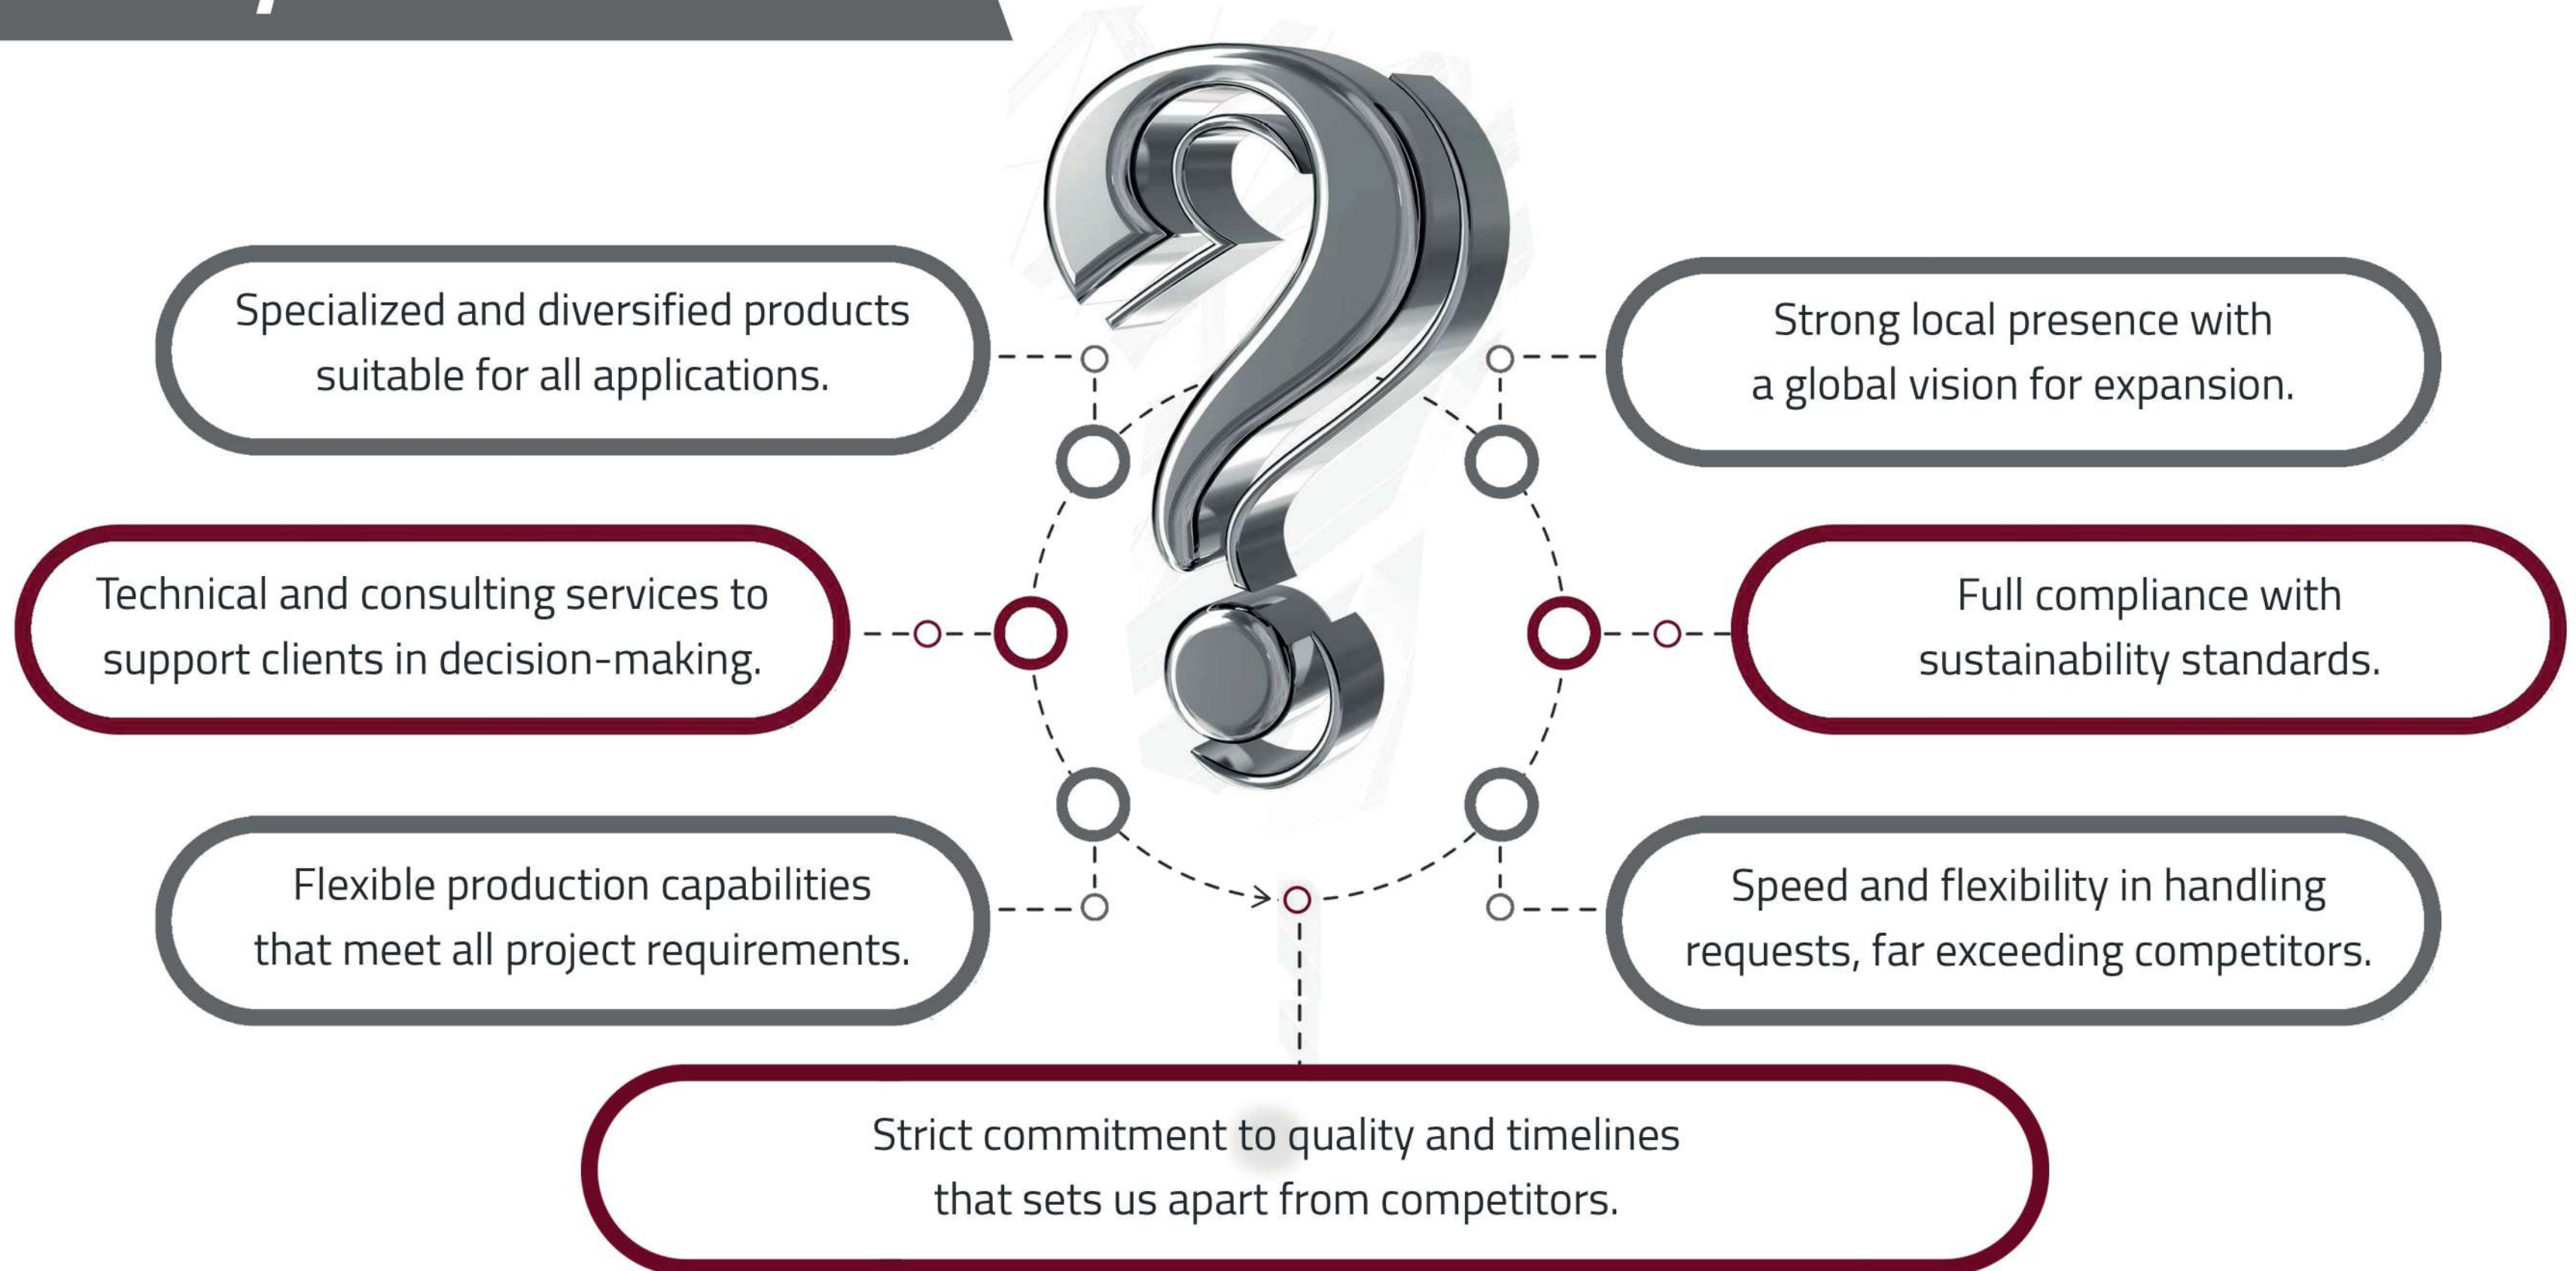 Specialized and diversified products
suitable for all applications.
Strong local presence with
a global vision for expansion.
Technical and consulting services to
support clients in decision-making.
Full compliance with
sustainability standards.
Flexible production capabilities
that meet all project requirements.
Speed and flexibility in handling
requests, far exceeding competitors.
Strict commitment to quality and timelines
that sets us apart from competitors.